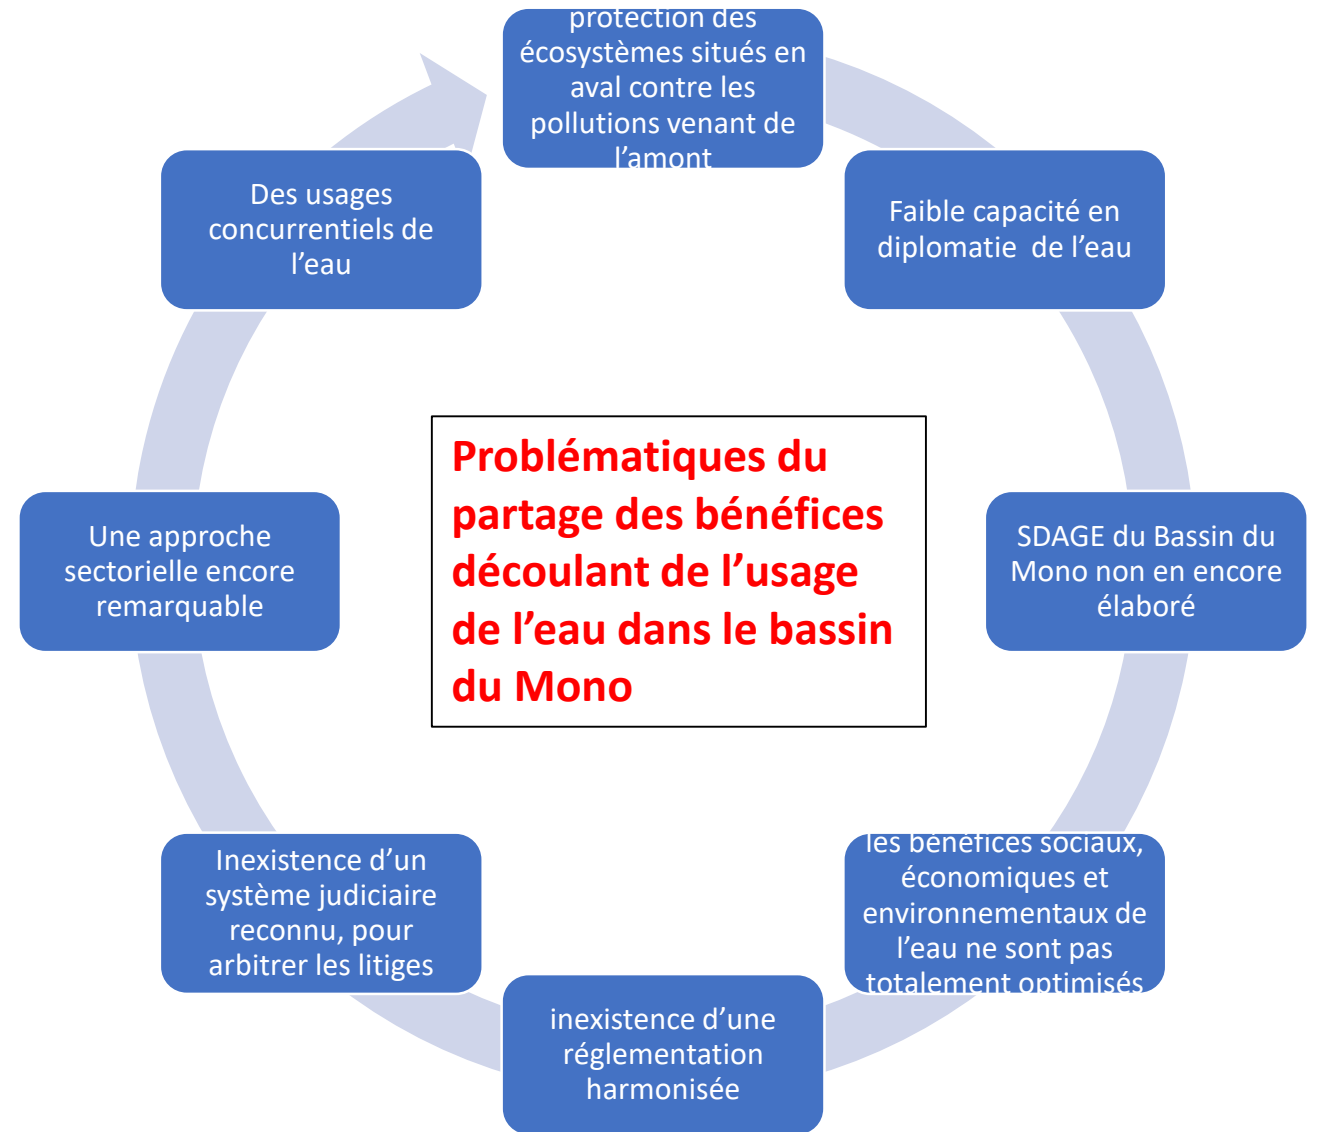 protection des
écosystèmes situés en
aval contre les
pollutions venant de
l’amont
Faible capacité en
diplomatie  de l’eau
SDAGE du Bassin du
Mono non en encore
élaboré
les bénéfices sociaux,
économiques et
environnementaux de
l’eau ne sont pas
totalement optimisés
inexistence d’une
réglementation
harmonisée
Inexistence d’un
système judiciaire
reconnu, pour
arbitrer les litiges
Une approche
sectorielle encore
remarquable
Des usages
concurrentiels de
l’eau
Problématiques du
partage des bénéfices
découlant de l’usage
de l’eau dans le bassin
du Mono